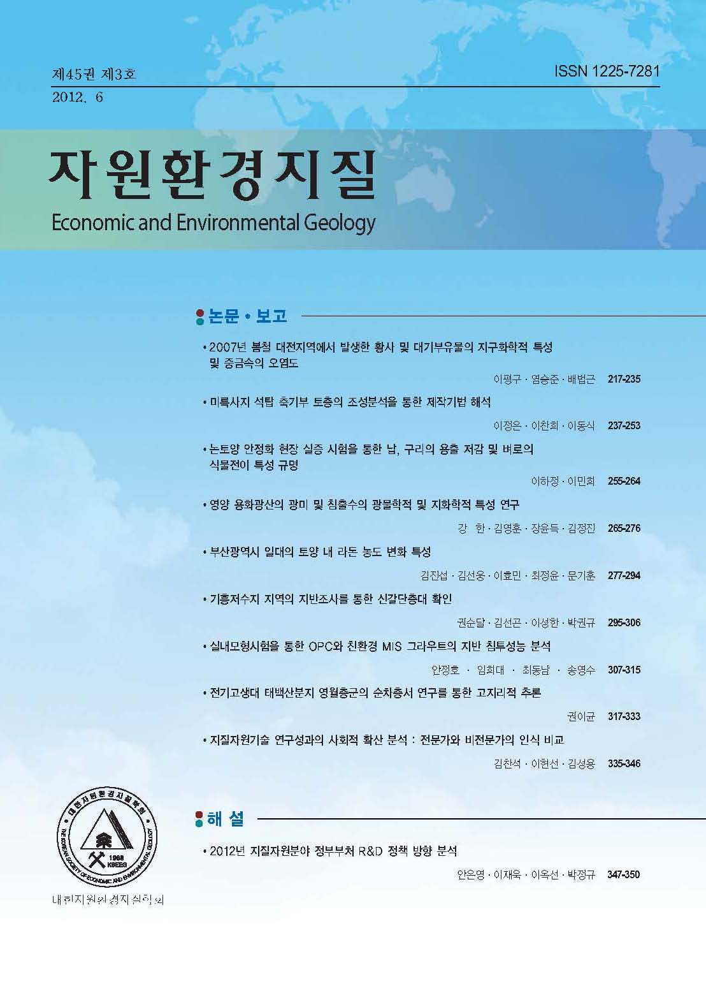 제45권 제3호
ISSN 1225-7281
2012. 6
자원환경지질
Economic and Environmental Geology
논문 • 보고
• 2007년 봄철 대전지역에서 발생한 황사 및 대기부유물의 지구화학적 특성
및 중금속의 오염도
이평구 · 염승준 · 배법근 217-235
• 미륵사지 석탑 축기부 토층의 조성분석을 통한 제작기법 해석
이정은 · 이찬희 · 이동식 237-253
• 논토양 안정화 현장 실증 시험을 통한 납, 구리의 용출 저감 및 벼로의
식물전이 특성 규명
이하정 · 이민희 255-264
• 영양 용화광산의 광미 및 침출수의 광물학적 및 지화학적 특성 연구
강 한 · 김영훈 · 장윤득 · 김정진 265-276
• 부산광역시 일대의 토양 내 라돈 농도 변화 특성
김진섭 · 김선웅 · 이효민 · 최정윤 · 문기훈 277-294
• 기흥저수지 지역의 지반조사를 통한 신갈단층대 확인
권순달 · 김선곤 · 이성한 · 박권규 295-306
• 실내모형시험을 통한 OPC와 친환경 MIS 그라우트의 지반 침투성능 분석
안정호 · 임희대 · 최동남 · 송영수 307-315
• 전기고생대 태백산분지 영월층군의 순차층서 연구를 통한 고지리적 추론
권이균 317-333
• 지질자원기술 연구성과의 사회적 확산 분석 : 전문가와 비전문가의 인식 비교
김찬석 · 이현선 · 김성용 335-346
해 설
• 2012년 지질자원분야 정부부처 R&D 정책 방향 분석
안은영 · 이재욱 · 이옥선 · 박정규 347-350
• 대한자원환경지질학회 •
THE KOREAN SOCIETY OF ECONOMIC AND ENVIRONMENTAL GEOLOGY
1968
KSEEG
대한자원환경지질학회